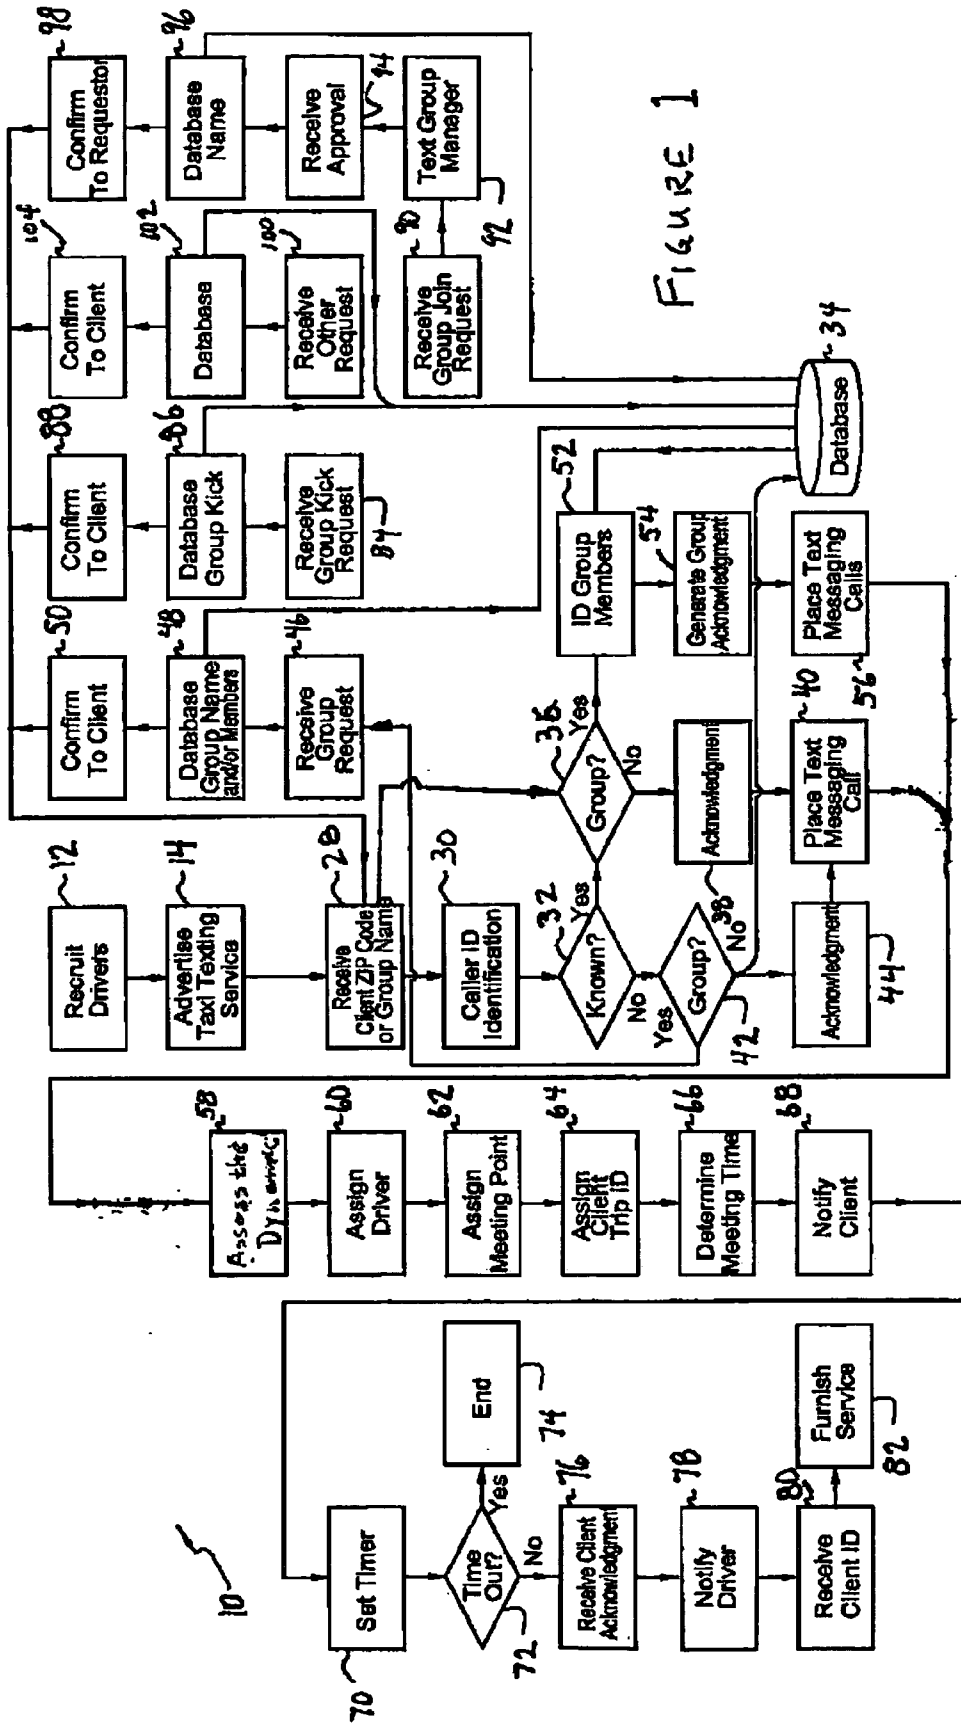 10
Recruit
Drivers
12
Advertise
Taxi Texting
Service
14
Receive
Client ZIP Code
or Group Name
28
Caller ID
Identification
30
Known?
32
Yes
No
Group?
36
Yes
No
Group?
42
Yes
No
Acknowledgment
38
Acknowledgment
44
Place Text
Messaging
Call
40
ID Group
Members
52
Generate Group
Acknowledgment
54
Place Text
Messaging
Calls
56
Database
34
Confirm
To Client
50
Database
Group Name
and/or Members
48
Receive
Group
Request
46
Confirm
To Client
88
Database
Group Kick
86
Receive
Group Kick
Request
84
Confirm
To Client
104
Database
102
Receive
Other
Request
100
Confirm
To Requestor
98
Database
Name
96
Receive
Approval
94
Text Group
Manager
92
Receive
Group Join
Request
90
Assess the
Dynamic
58
Assign
Driver
60
Assign
Meeting Point
62
Assign
Client
Trip ID
64
Determine
Meeting Time
66
Notify
Client
68
Set Timer
70
Time
Out?
72
Yes
No
End
74
Receive Client
Acknowledgment
76
Notify
Driver
78
Receive
Client ID
80
Furnish
Service
82
FIGURE 1